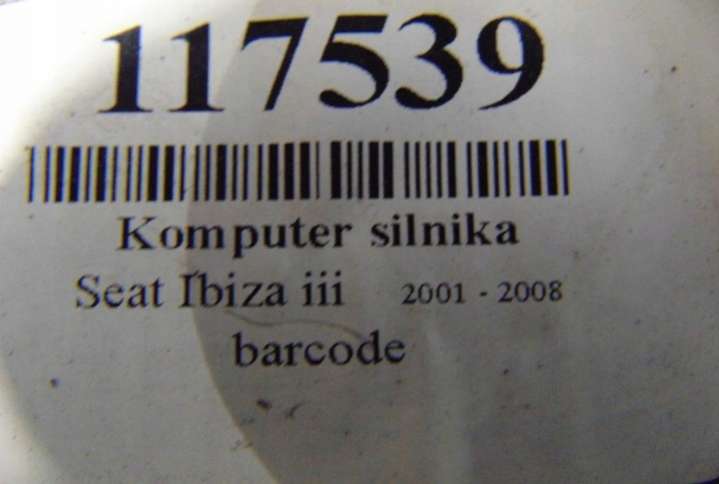 117539
Komputer silnika
Seat Ibiza iii 2001 - 2008
barcode